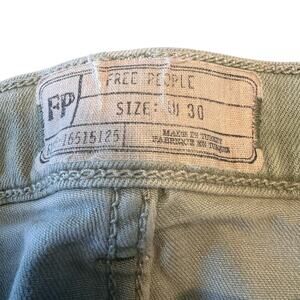 FP/
FREE PEOPLE
SIZE: W 30
16515125
MADE IN TURKEY
FABRIQUE EN TURQUIE